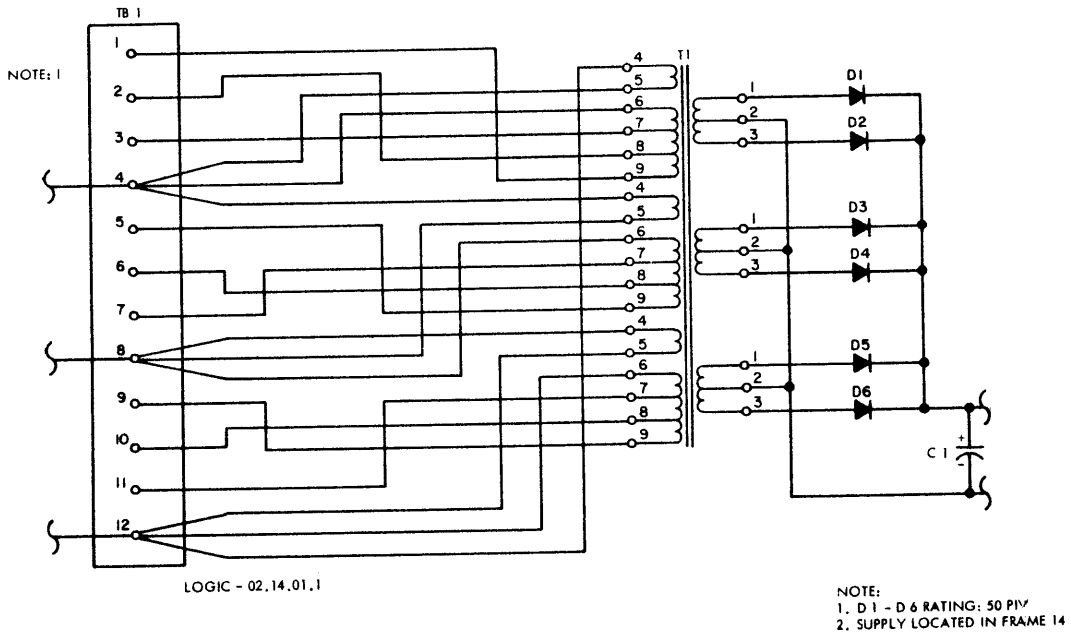 TB 1
NOTE: 1
1
2
3
4
5
6
7
8
9
10
11
12
T1
4
5
6
7
8
9
4
5
6
7
8
9
4
5
6
7
8
9
1
2
3
1
2
3
1
2
3
D1
D2
D3
D4
D5
D6
C 1
+
-
LOGIC - 02.14.01.1
NOTE:
1. D 1 - D 6 RATING: 50 PIV
2. SUPPLY LOCATED IN FRAME 14